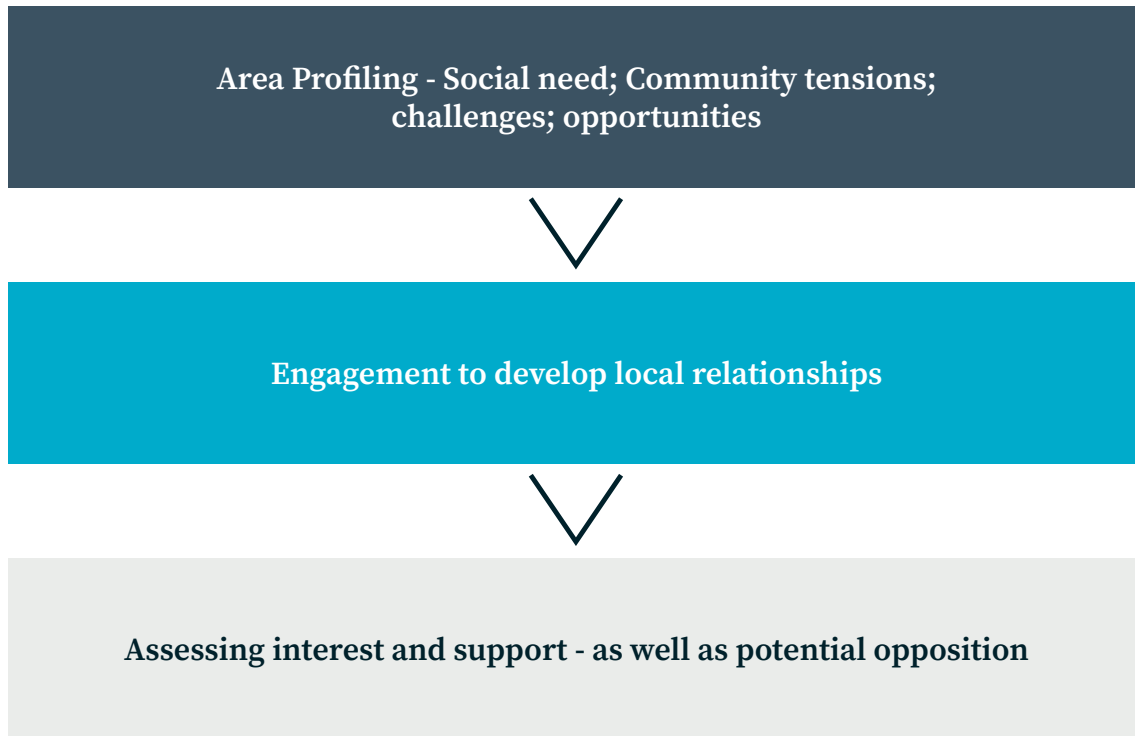 Area Profiling - Social need; Community tensions;
challenges; opportunities
Engagement to develop local relationships
Assessing interest and support - as well as potential opposition